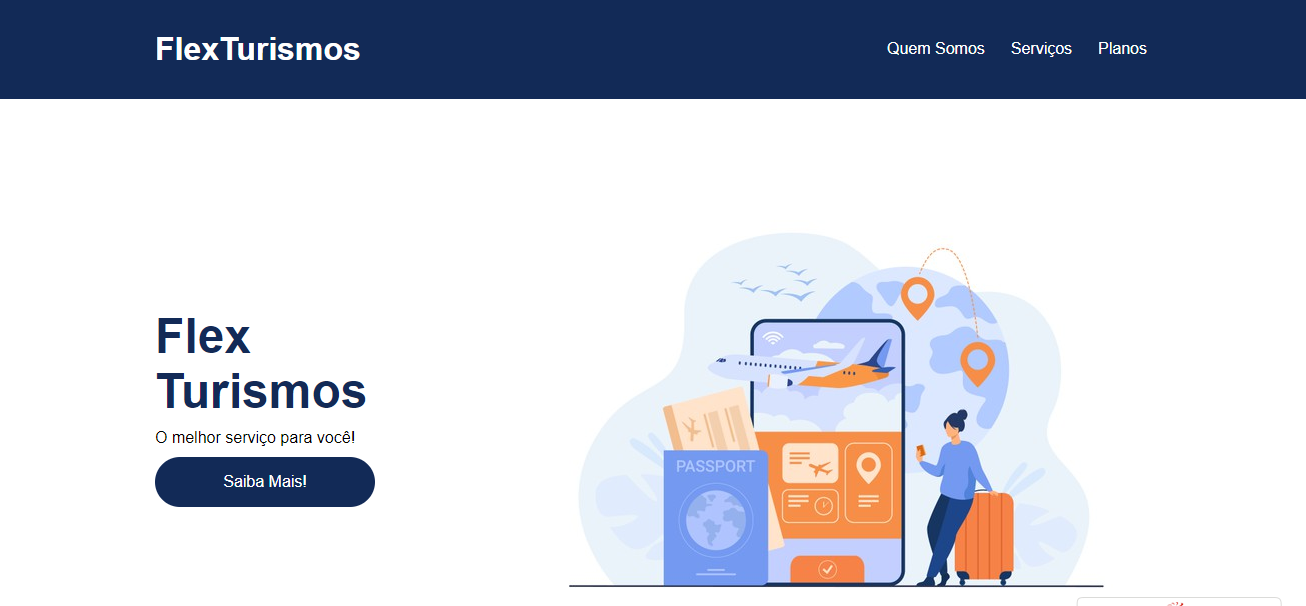 FlexTurismos
Quem Somos Serviços Planos
Flex
Turismos
O melhor serviço para você!
Saiba Mais!
PASSPORT